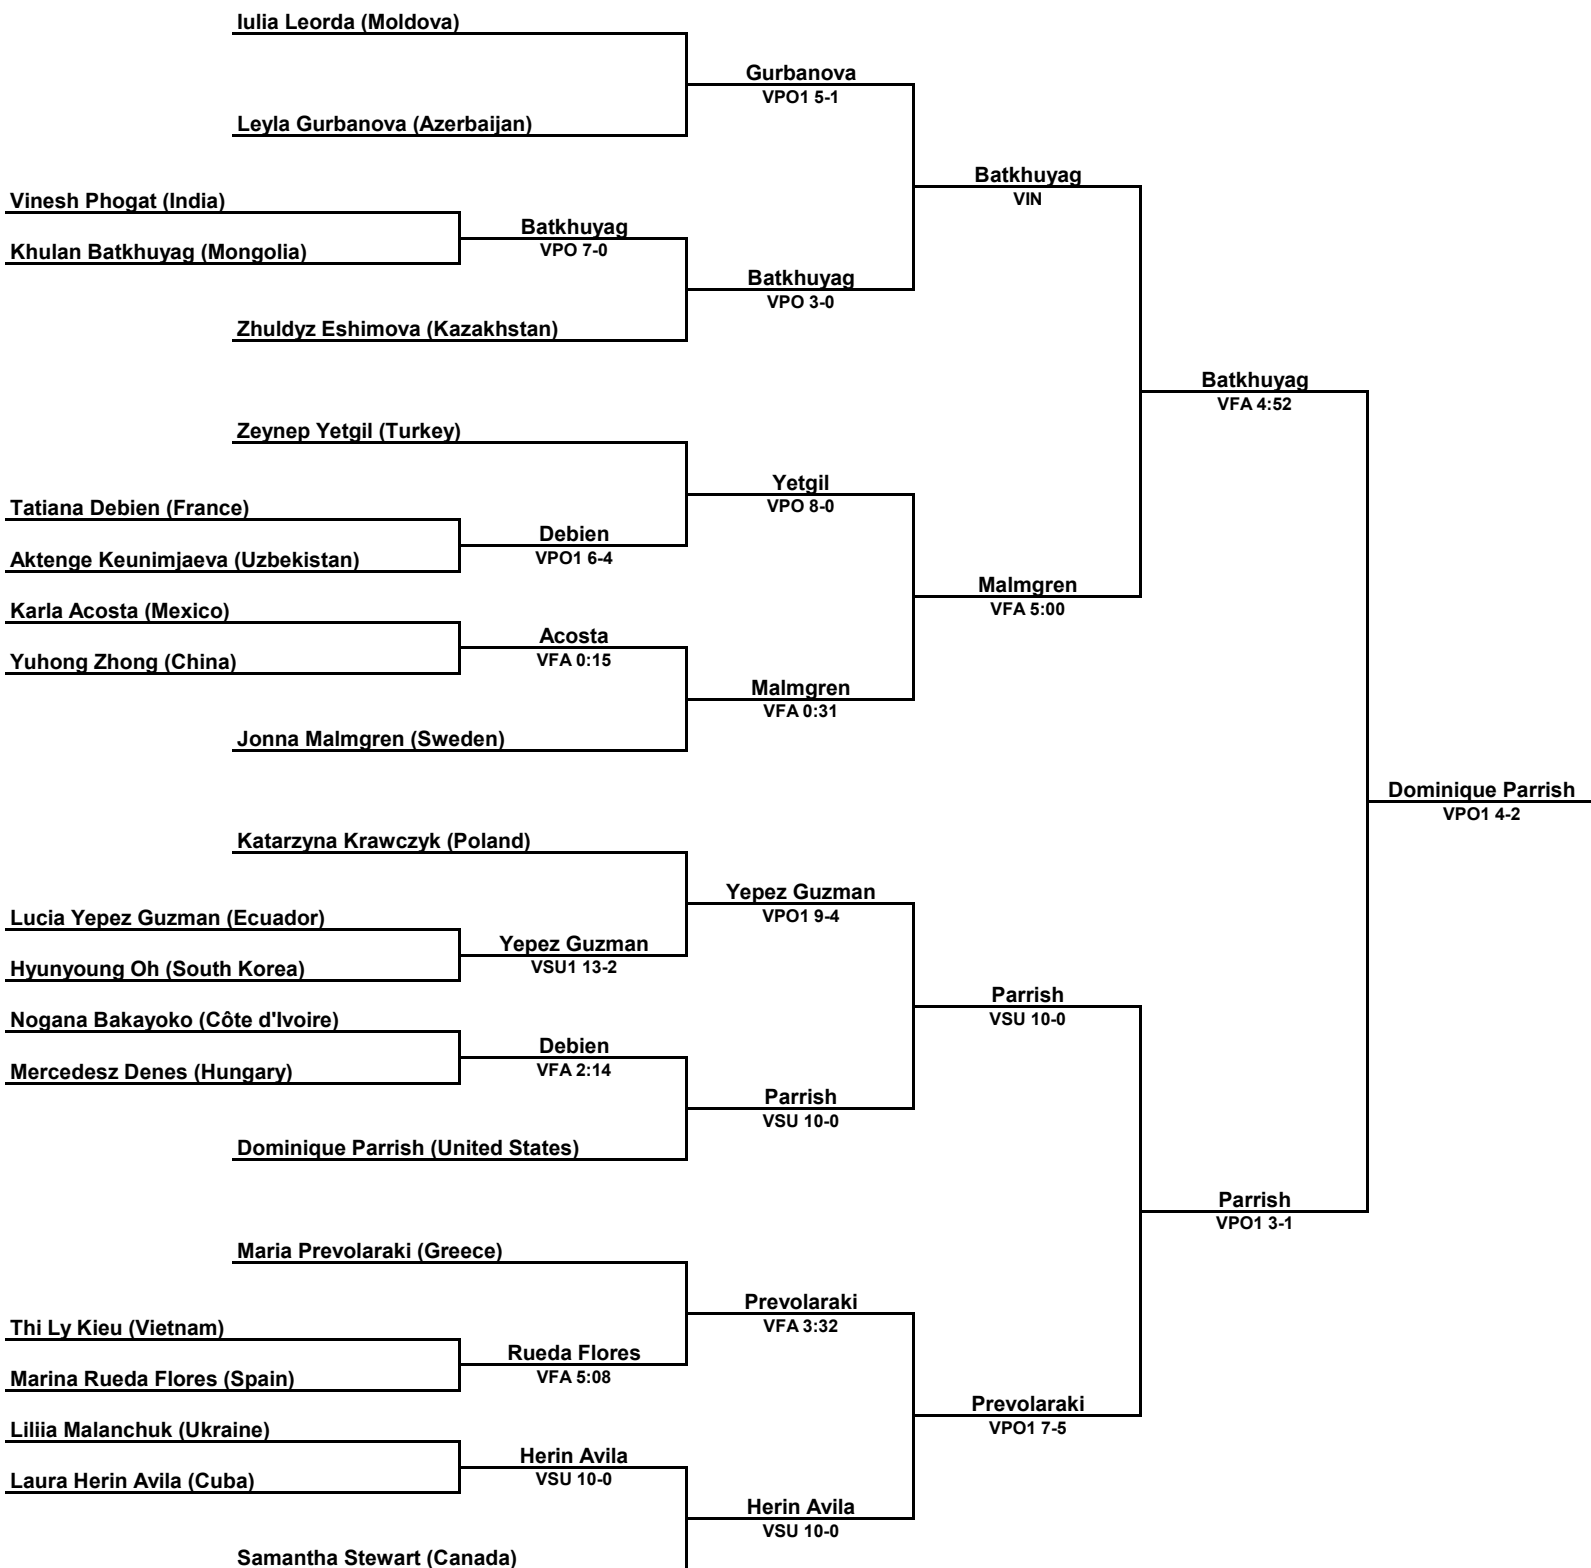 Iulia Leorda (Moldova)
Gurbanova
VPO1 5-1
Leyla Gurbanova (Azerbaijan)
Batkhuyag
VIN
Vinesh Phogat (India)
Batkhuyag
VPO 7-0
Khulan Batkhuyag (Mongolia)
Batkhuyag
VPO 3-0
Zhuldyz Eshimova (Kazakhstan)
Batkhuyag
VFA 4:52
Zeynep Yetgil (Turkey)
Yetgil
VPO 8-0
Tatiana Debien (France)
Debien
VPO1 6-4
Aktenge Keunimjaeva (Uzbekistan)
Malmgren
VFA 5:00
Karla Acosta (Mexico)
Acosta
VFA 0:15
Yuhong Zhong (China)
Malmgren
VFA 0:31
Jonna Malmgren (Sweden)
Dominique Parrish
VPO1 4-2
Katarzyna Krawczyk (Poland)
Yepez Guzman
VPO1 9-4
Lucia Yepez Guzman (Ecuador)
Yepez Guzman
VSU1 13-2
Hyunyoung Oh (South Korea)
Parrish
VSU 10-0
Nogana Bakayoko (Côte d'Ivoire)
Debien
VFA 2:14
Mercedesz Denes (Hungary)
Parrish
VSU 10-0
Dominique Parrish (United States)
Parrish
VPO1 3-1
Maria Prevolaraki (Greece)
Prevolaraki
VFA 3:32
Thi Ly Kieu (Vietnam)
Rueda Flores
VFA 5:08
Marina Rueda Flores (Spain)
Prevolaraki
VPO1 7-5
Liliia Malanchuk (Ukraine)
Herin Avila
VSU 10-0
Laura Herin Avila (Cuba)
Herin Avila
VSU 10-0
Samantha Stewart (Canada)